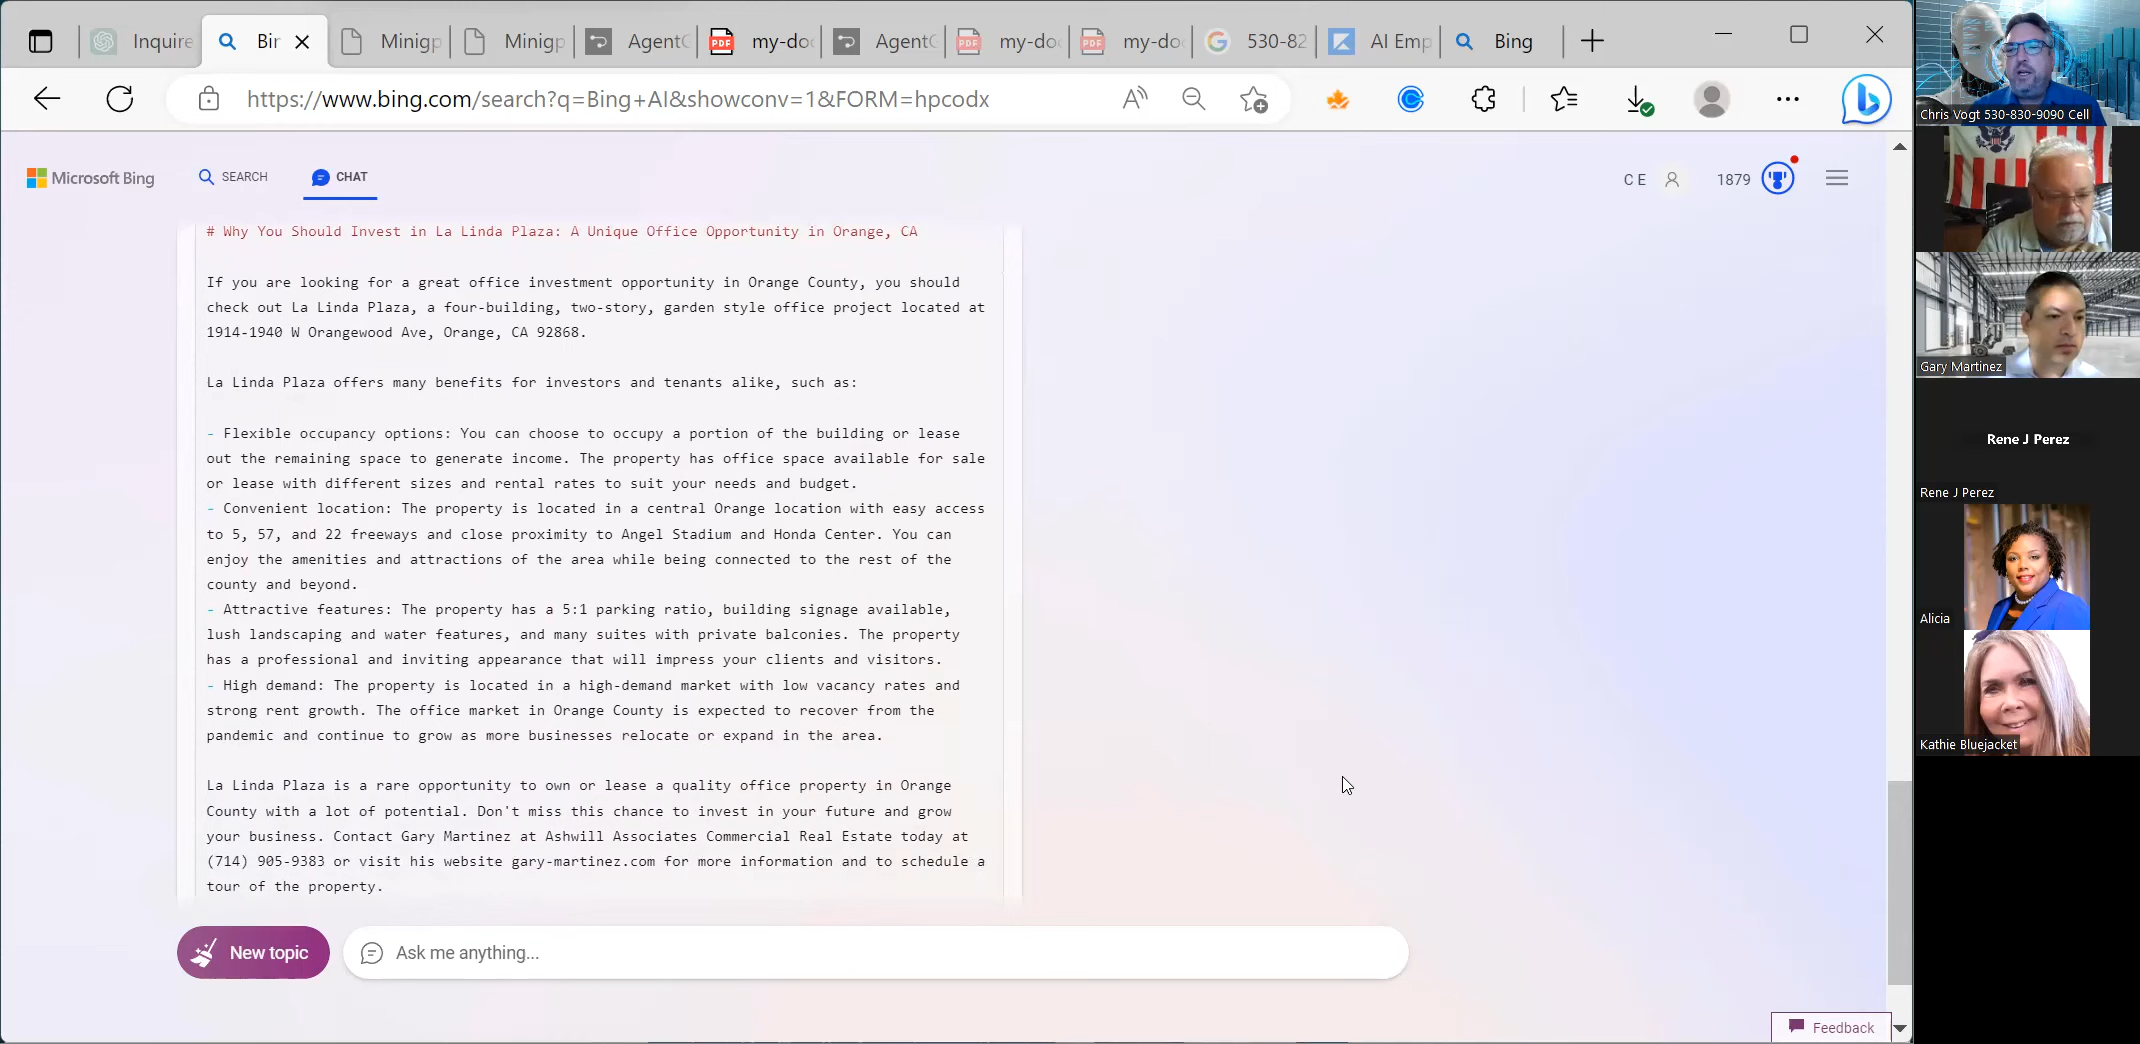 Inquire
Bin
Minigp
Minigp
AgentG
my-doc
AgentG
my-doc
my-doc
530-82
AI Emp
Bing
https://www.bing.com/search?q=Bing+AI&showconv=1&FORM=hpcodx
Microsoft Bing
SEARCH
CHAT
C E
1879
# Why You Should Invest in La Linda Plaza: A Unique Office Opportunity in Orange, CA
If you are looking for a great office investment opportunity in Orange County, you should
check out La Linda Plaza, a four-building, two-story, garden style office project located at
1914-1940 W Orangewood Ave, Orange, CA 92868.
La Linda Plaza offers many benefits for investors and tenants alike, such as:
- Flexible occupancy options: You can choose to occupy a portion of the building or lease
out the remaining space to generate income. The property has office space available for sale
or lease with different sizes and rental rates to suit your needs and budget.
- Convenient location: The property is located in a central Orange location with easy access
to 5, 57, and 22 freeways and close proximity to Angel Stadium and Honda Center. You can
enjoy the amenities and attractions of the area while being connected to the rest of the
county and beyond.
- Attractive features: The property has a 5:1 parking ratio, building signage available,
lush landscaping and water features, and many suites with private balconies. The property
has a professional and inviting appearance that will impress your clients and visitors.
- High demand: The property is located in a high-demand market with low vacancy rates and
strong rent growth. The office market in Orange County is expected to recover from the
pandemic and continue to grow as more businesses relocate or expand in the area.
La Linda Plaza is a rare opportunity to own or lease a quality office property in Orange
County with a lot of potential. Don't miss this chance to invest in your future and grow
your business. Contact Gary Martinez at Ashwill Associates Commercial Real Estate today at
(714) 905-9383 or visit his website gary-martinez.com for more information and to schedule a
tour of the property.
New topic
Ask me anything...
Feedback
Chris Vogt 530-830-9090 Cell
Gary Martinez
Rene J Perez
Rene J Perez
Alicia
Kathie Bluejacket